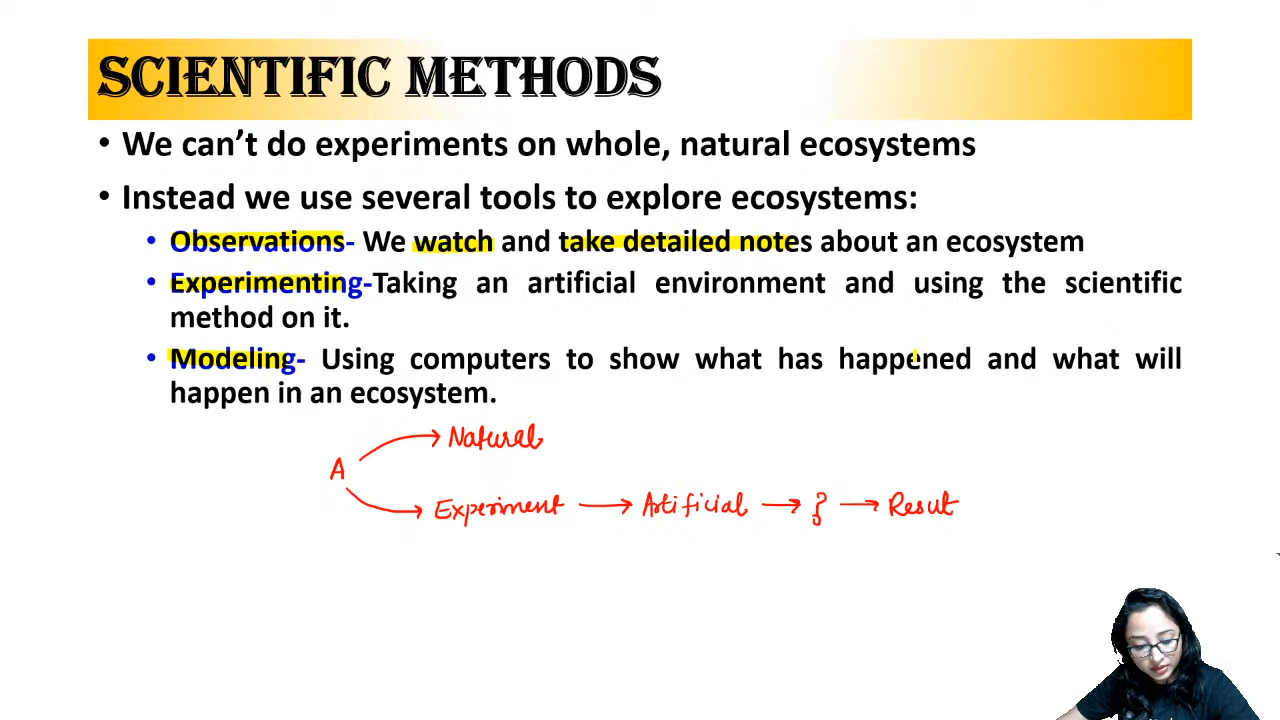 SCIENTIFIC METHODS
• We can't do experiments on whole, natural ecosystems
• Instead we use several tools to explore ecosystems:
• Observations- We watch and take detailed notes about an ecosystem
• Experimenting-Taking an artificial environment and using the scientific
method on it.
• Modeling- Using computers to show what has happened and what will
happen in an ecosystem.
Natural
A
Experiment → Artificial → ? → Result